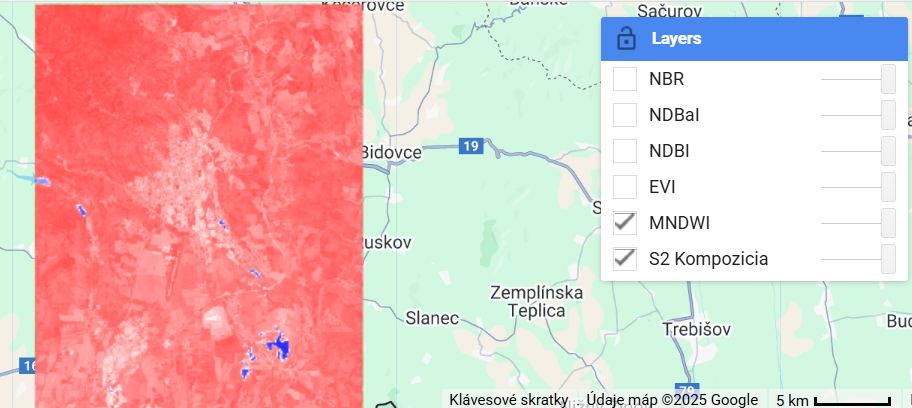 Kecerovce
Sačurov
Layers
NBR
NDBaI
NDBI
EVI
MNDWI
S2 Kompozicia
Bidovce
19
Ruskov
Zemplínska
Teplica
Slanec
Trebišov
79
Klávesové skratky
Údaje máp ©2025 Google
5 km